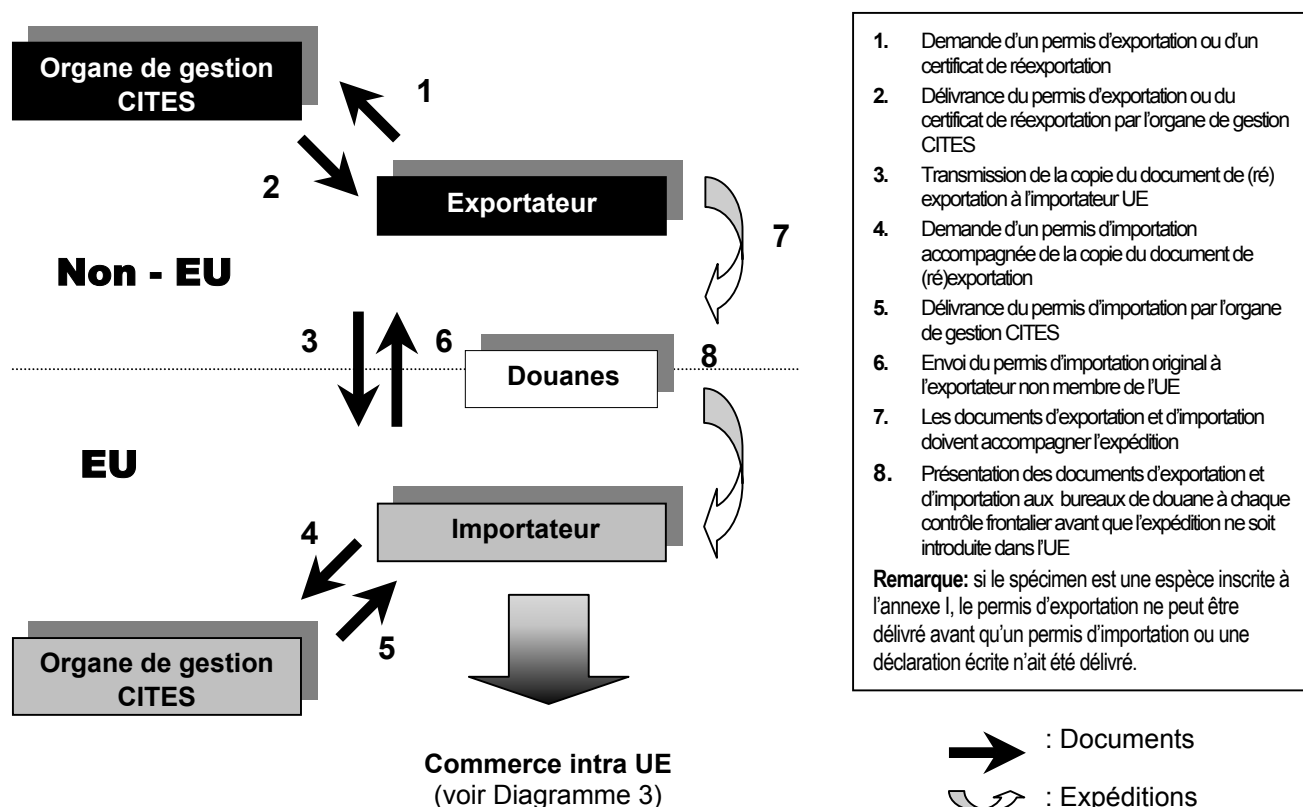 Organe de gestion
CITES
1
2
Exportateur
7
Non - EU
3
6
8
Douanes
EU
Importateur
4
5
Organe de gestion
CITES
Commerce intra UE
(voir Diagramme 3)
1. Demande d'un permis d'exportation ou d'un
certificat de réexportation
2. Délivrance du permis d'exportation ou du
certificat de réexportation par l'organe de gestion
CITES
3. Transmission de la copie du document de (ré)
exportation à l'importateur UE
4. Demande d'un permis d'importation
accompagnée de la copie du document de
(ré)exportation
5. Délivrance du permis d'importation par l'organe
de gestion CITES
6. Envoi du permis d'importation original à
l'exportateur non membre de l'UE
7. Les documents d'exportation et d'importation
doivent accompagner l'expédition
8. Présentation des documents d'exportation et
d'importation aux bureaux de douane à chaque
contrôle frontalier avant que l'expédition ne soit
introduite dans l'UE
Remarque: si le spécimen est une espèce inscrite à
l'annexe I, le permis d'exportation ne peut être
délivré avant qu'un permis d'importation ou une
déclaration écrite n'ait été délivré.
: Documents
: Expéditions